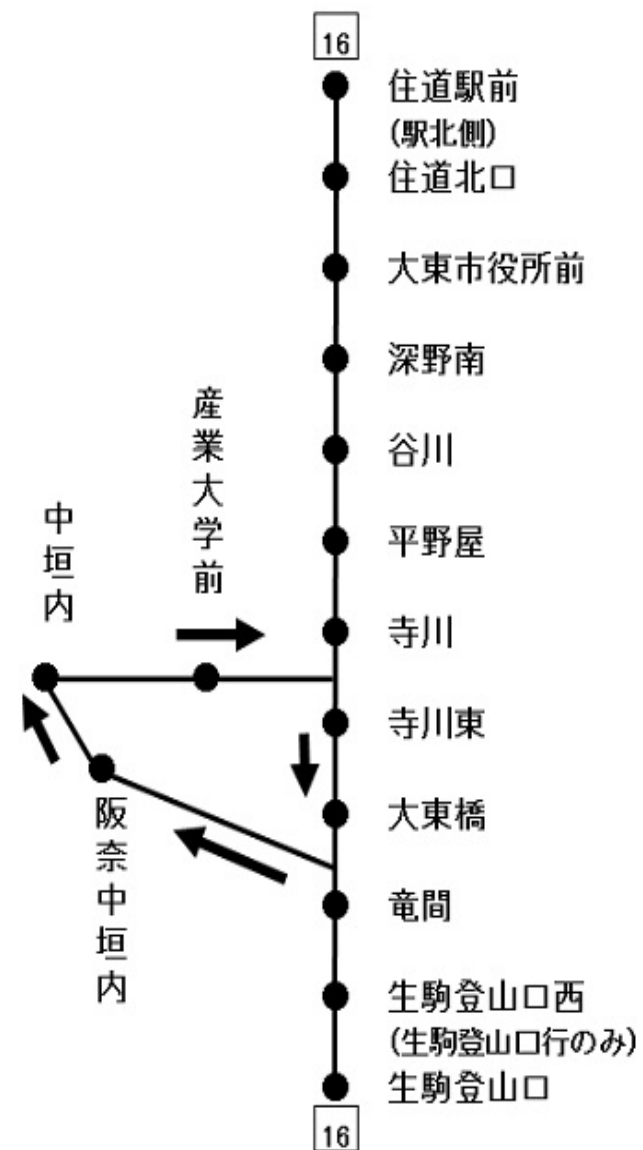 16
住道駅前
(駅北側)
住道北口
大東市役所前
深野南
谷川
平野屋
寺川
産業大学前
中垣内
寺川東
大東橋
阪奈中垣内
竜間
生駒登山口西
(生駒登山口行のみ)
生駒登山口
16